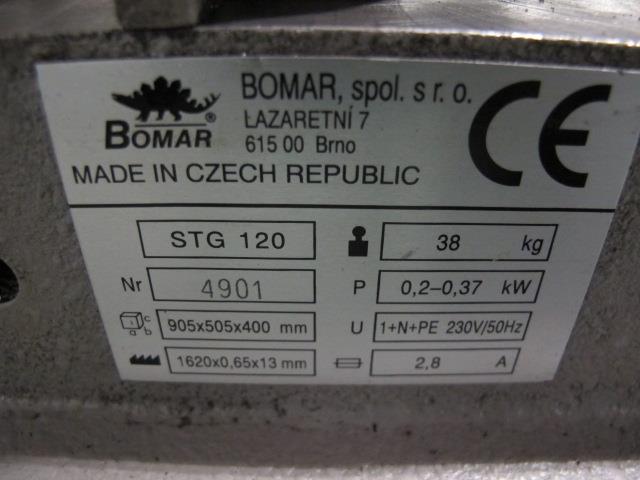 BOMAR, spol. s r. o.
LAZARETNÍ 7
615 00 Brno
BOMAR®
CE
MADE IN CZECH REPUBLIC
STG 120
38 kg
Nr 4901
P 0,2–0,37 kW
c
a b
905x505x400 mm
U 1+N+PE 230V/50Hz
1620x0,65x13 mm
2,8 A